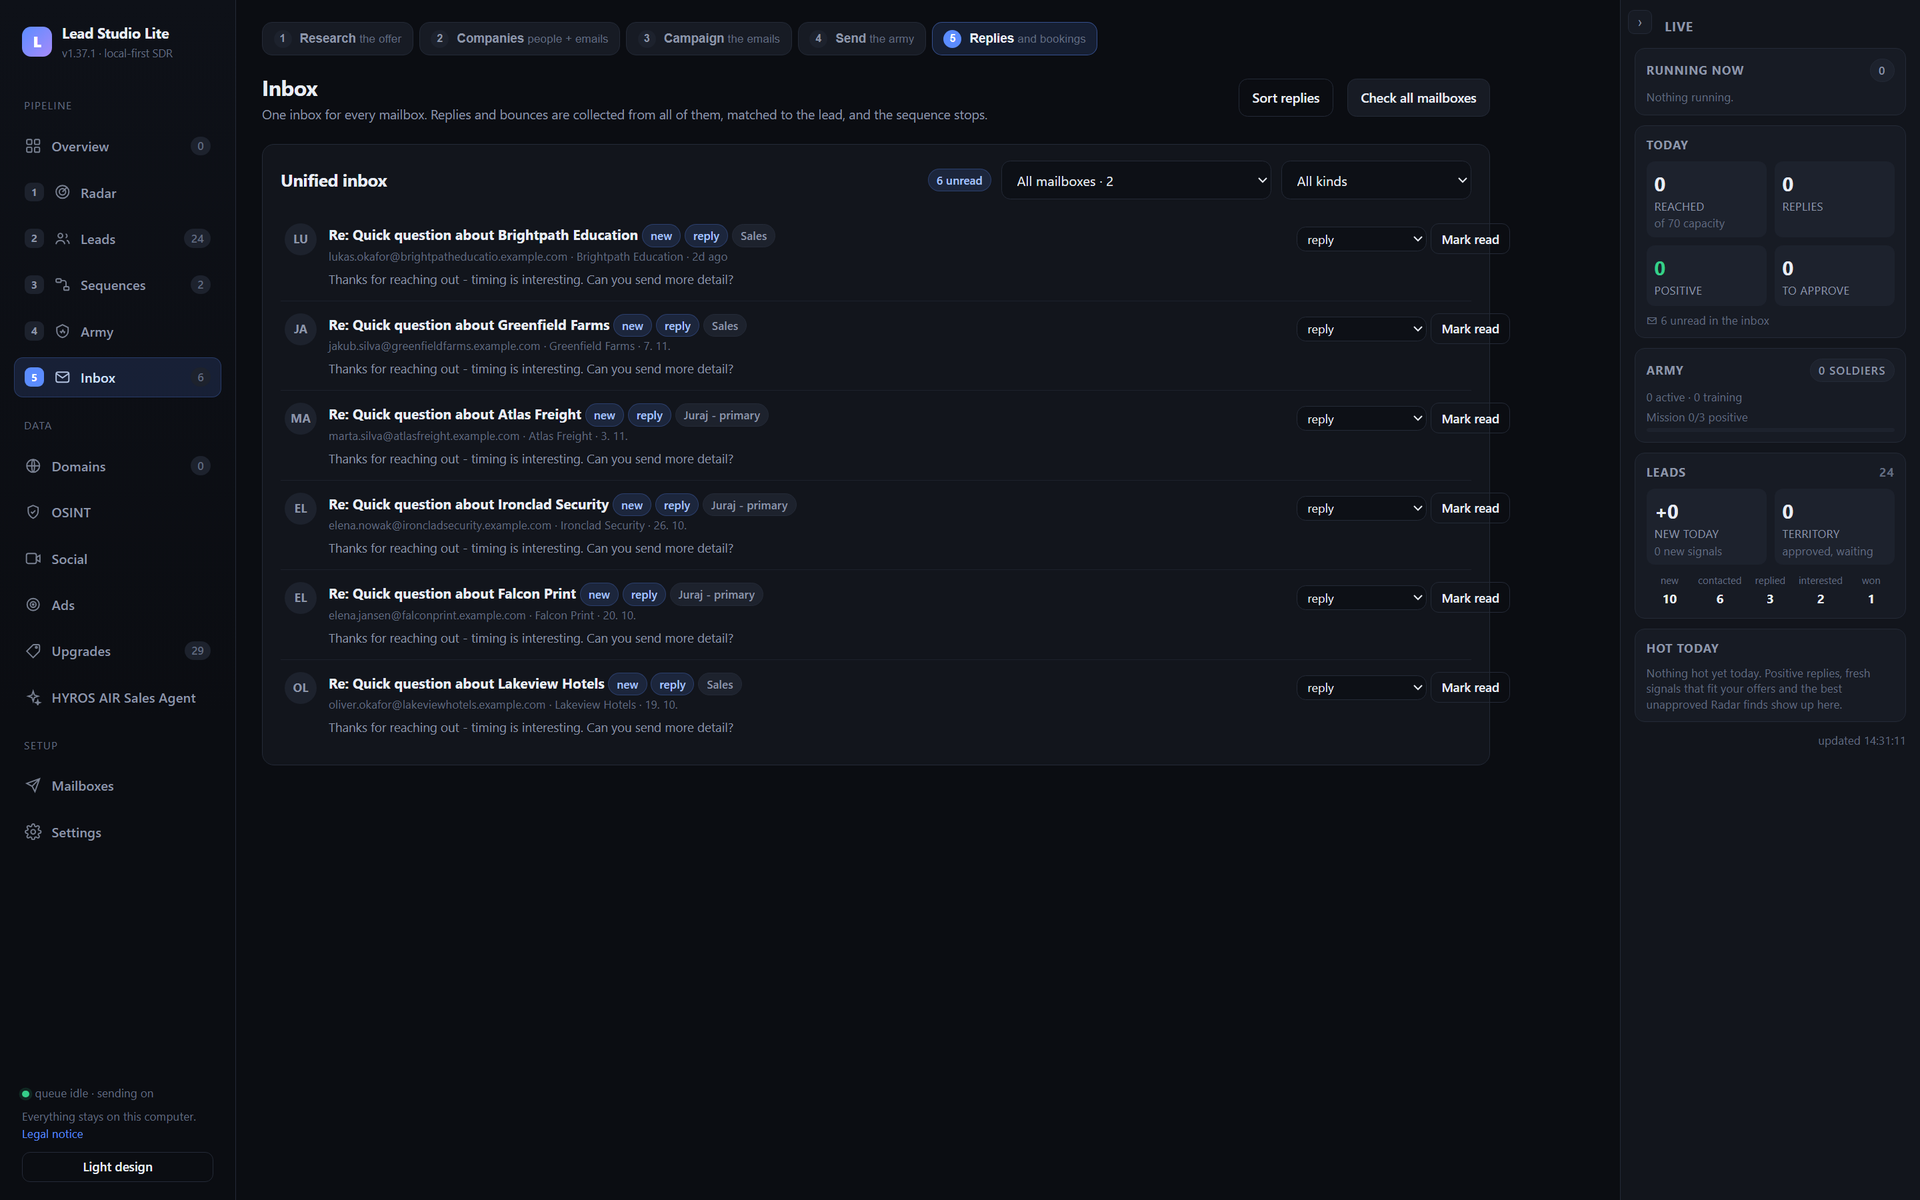 L
Lead Studio Lite
v1.37.1 · local-first SDR
PIPELINE
Overview 0
1 Radar
2 Leads 24
3 Sequences 2
4 Army
5 Inbox 6
DATA
Domains 0
OSINT
Social
Ads
Upgrades 29
HYROS AIR Sales Agent
SETUP
Mailboxes
Settings
queue idle · sending on
Everything stays on this computer.
Legal notice
Light design
1 Research the offer
2 Companies people + emails
3 Campaign the emails
4 Send the army
5 Replies and bookings
Inbox
One inbox for every mailbox. Replies and bounces are collected from all of them, matched to the lead, and the sequence stops.
Sort replies
Check all mailboxes
Unified inbox
6 unread
All mailboxes · 2
All kinds
LU
Re: Quick question about Brightpath Education new reply Sales
lukas.okafor@brightpatheducatio.example.com · Brightpath Education · 2d ago
Thanks for reaching out - timing is interesting. Can you send more detail?
reply Mark read
JA
Re: Quick question about Greenfield Farms new reply Sales
jakub.silva@greenfieldfarms.example.com · Greenfield Farms · 7. 11.
Thanks for reaching out - timing is interesting. Can you send more detail?
reply Mark read
MA
Re: Quick question about Atlas Freight new reply Juraj - primary
marta.silva@atlasfreight.example.com · Atlas Freight · 3. 11.
Thanks for reaching out - timing is interesting. Can you send more detail?
reply Mark read
EL
Re: Quick question about Ironclad Security new reply Juraj - primary
elena.nowak@ironcladsecurity.example.com · Ironclad Security · 26. 10.
Thanks for reaching out - timing is interesting. Can you send more detail?
reply Mark read
EL
Re: Quick question about Falcon Print new reply Juraj - primary
elena.jansen@falconprint.example.com · Falcon Print · 20. 10.
Thanks for reaching out - timing is interesting. Can you send more detail?
reply Mark read
OL
Re: Quick question about Lakeview Hotels new reply Sales
oliver.okafor@lakeviewhotels.example.com · Lakeview Hotels · 19. 10.
Thanks for reaching out - timing is interesting. Can you send more detail?
reply Mark read
› LIVE
RUNNING NOW 0
Nothing running.
TODAY
0
REACHED
of 70 capacity
0
REPLIES
0
POSITIVE
0
TO APPROVE
6 unread in the inbox
ARMY 0 SOLDIERS
0 active · 0 training
Mission 0/3 positive
LEADS 24
+0
NEW TODAY
0 new signals
0
TERRITORY
approved, waiting
new contacted replied interested won
10 6 3 2 1
HOT TODAY
Nothing hot yet today. Positive replies, fresh
signals that fit your offers and the best
unapproved Radar finds show up here.
updated 14:31:11